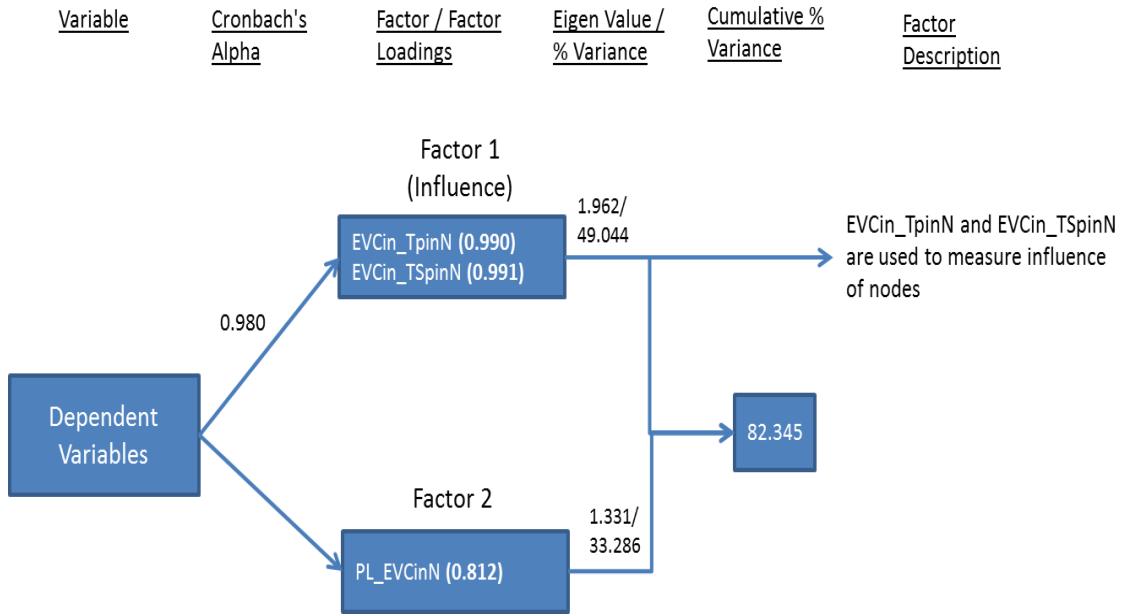 Variable
Cronbach's
Alpha
Factor / Factor
Loadings
Eigen Value /
% Variance
Cumulative %
Variance
Factor
Description
Factor 1
(Influence)
1.962/
49.044
EVCin_TpinN (0.990)
EVCin_TSpinN (0.991)
EVCin_TpinN and EVCin_TSpinN
are used to measure influence
of nodes
0.980
Dependent
Variables
82.345
Factor 2
1.331/
33.286
PL_EVCinN (0.812)